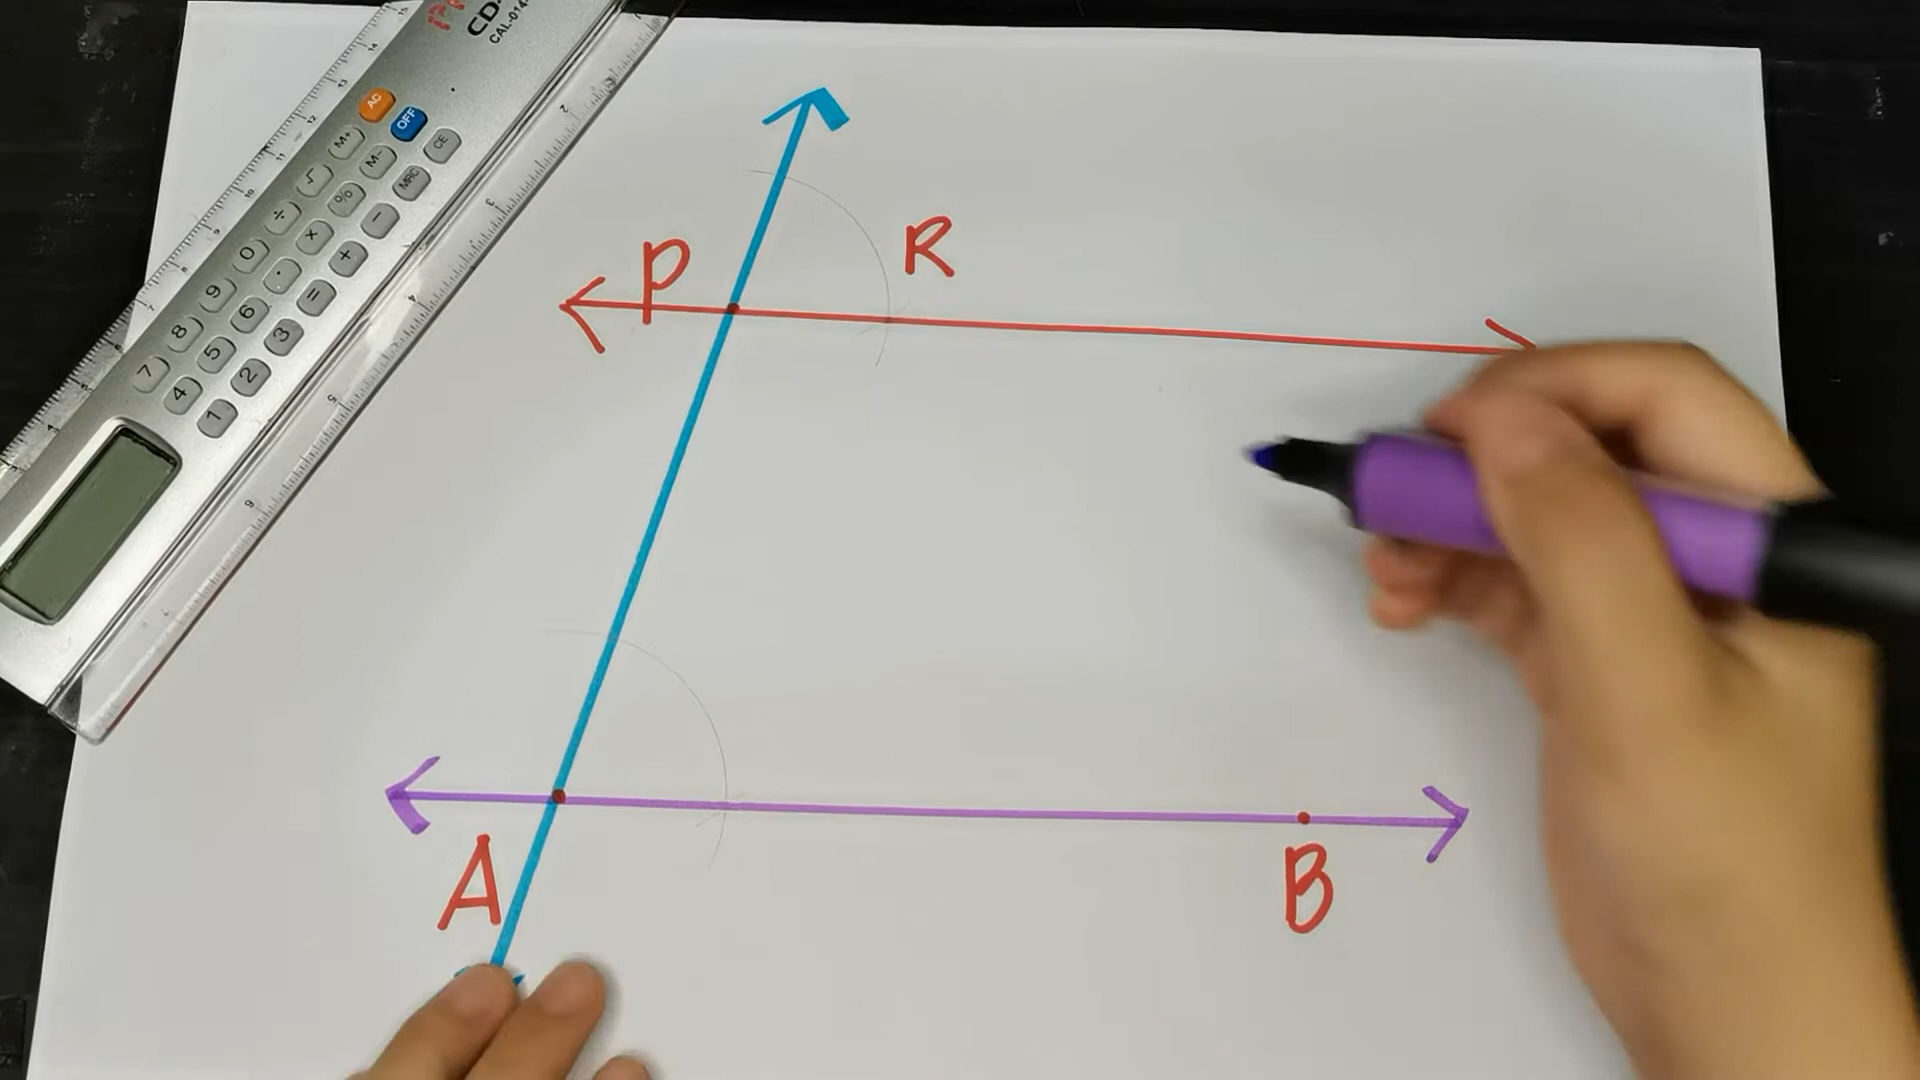 CD-
CAL-014
AC
OFF
M+
M-
CE
√
%
MRC
÷
×
-
0
.
+
9
6
=
8
5
3
7
4
2
1
P
R
A
B